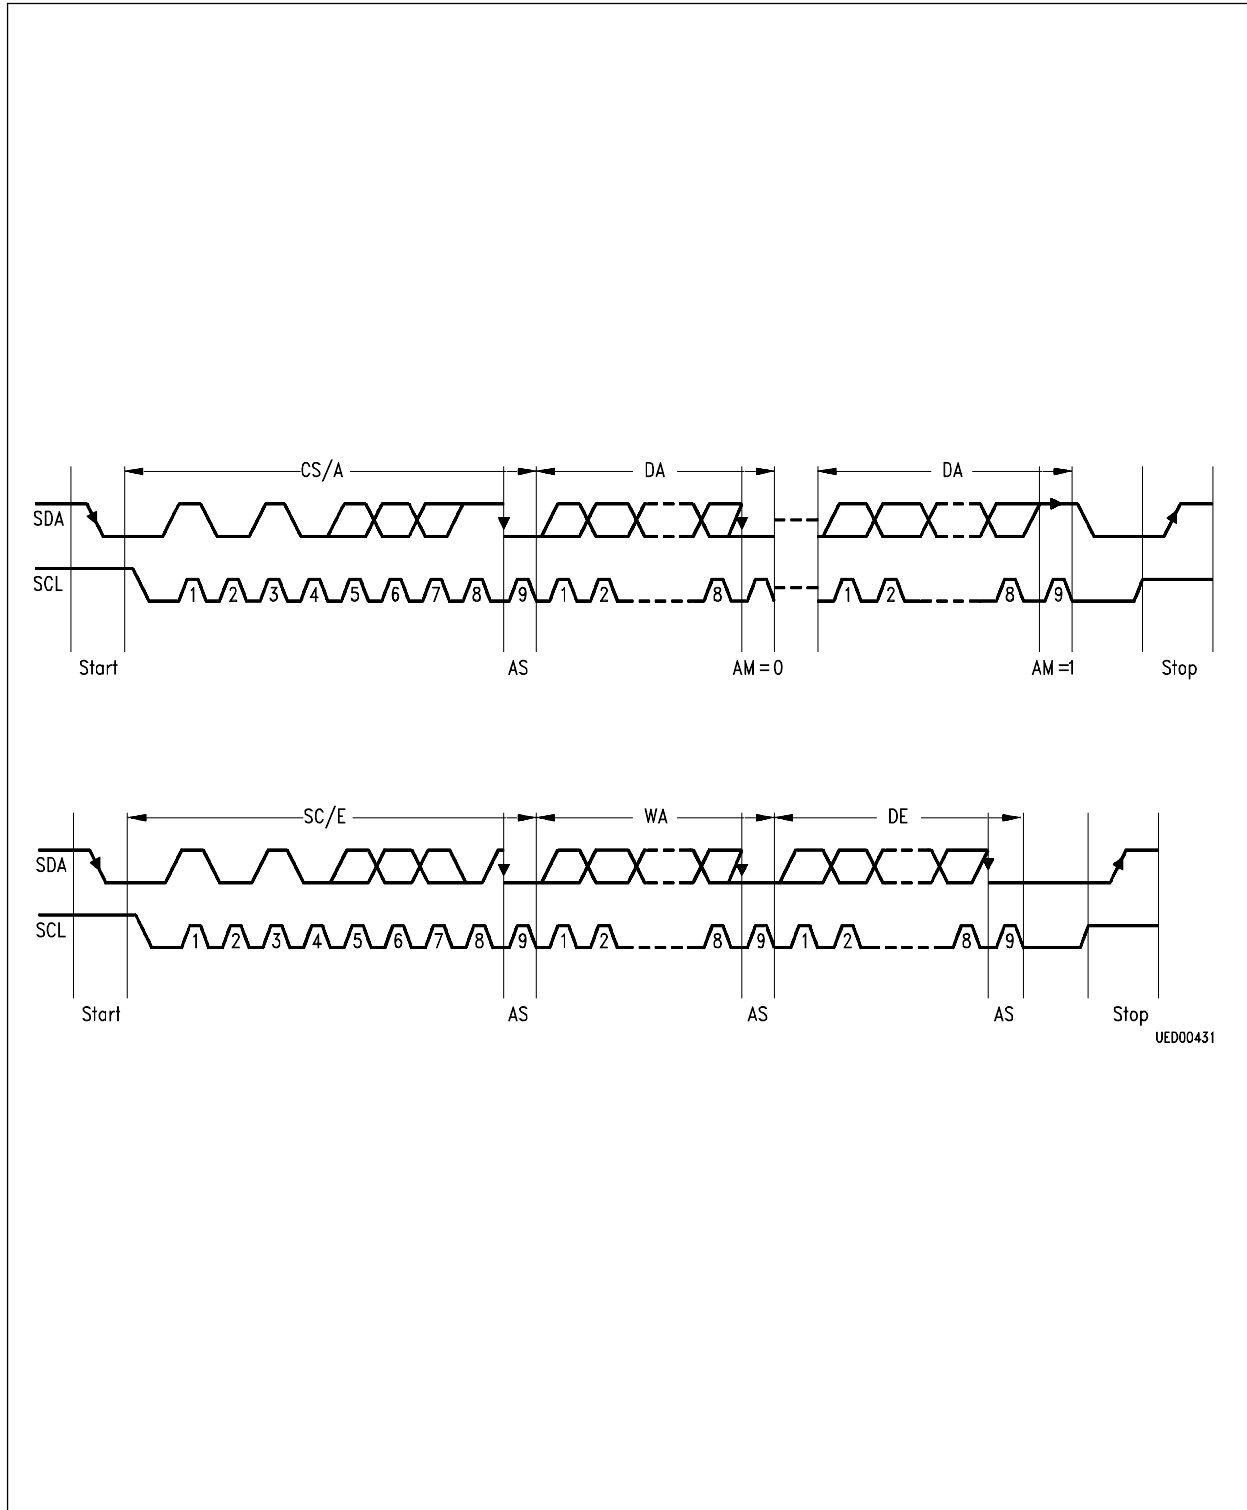 CS/A DA DA
SDA
SCL 1 2 3 4 5 6 7 8 9 1 2 8 1 2 8 9
Start AS AM = 0 AM =1 Stop
SC/E WA DE
SDA
SCL 1 2 3 4 5 6 7 8 9 1 2 8 9 1 2 8 9
Start AS AS AS Stop
UED00431